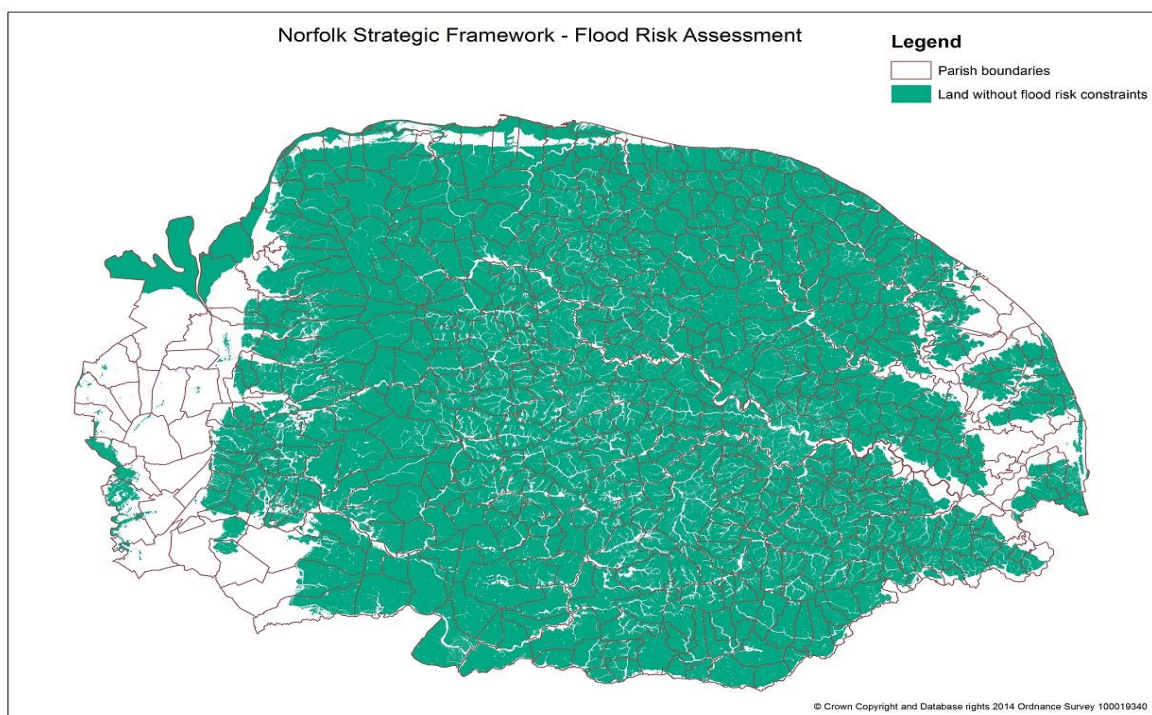 Norfolk Strategic Framework - Flood Risk Assessment
Legend
Parish boundaries
Land without flood risk constraints
© Crown Copyright and Database rights 2014 Ordnance Survey 100019340